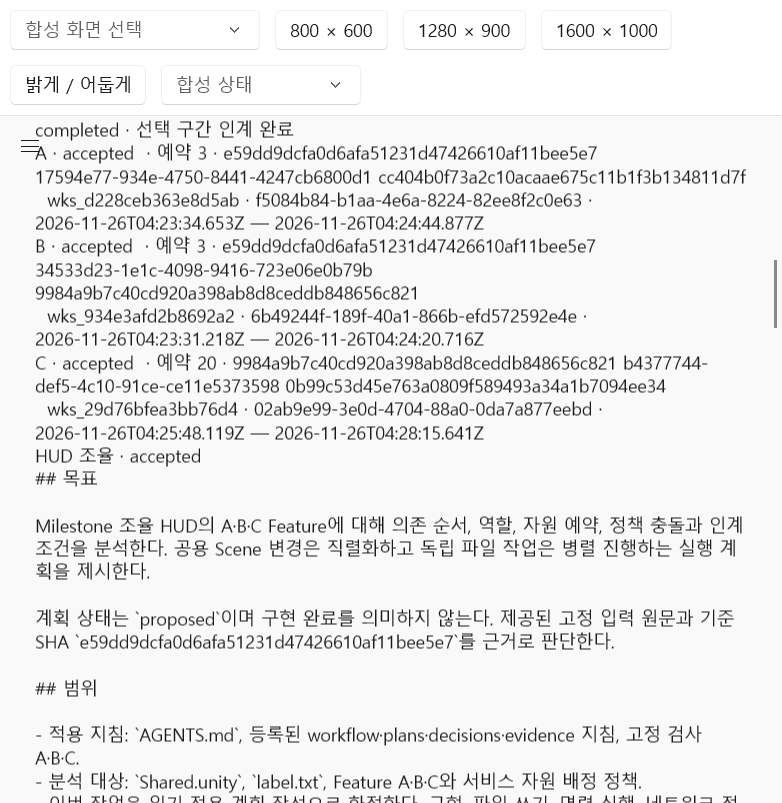 합성 화면 선택
800 × 600
1280 × 900
1600 × 1000
밝게 / 어둡게
합성 상태
completed · 선택 구간 인계 완료
A · accepted · 예약 3 · e59dd9dcfa0d6afa51231d47426610af11bee5e7
17594e77-934e-4750-8441-4247cb6800d1 cc404b0f73a2c10acaae675c11b1f3b134811d7f
wks_d228ceb363e8d5ab · f5084b84-b1aa-4e6a-8224-82ee8f2c0e63 ·
2026-11-26T04:23:34.653Z — 2026-11-26T04:24:44.877Z
B · accepted · 예약 3 · e59dd9dcfa0d6afa51231d47426610af11bee5e7
34533d23-1e1c-4098-9416-723e06e0b79b
9984a9b7c40cd920a398ab8d8ceddb848656c821
wks_934e3afd2b8692a2 · 6b49244f-189f-40a1-866b-efd572592e4e ·
2026-11-26T04:23:31.218Z — 2026-11-26T04:24:20.716Z
C · accepted · 예약 20 · 9984a9b7c40cd920a398ab8d8ceddb848656c821 b4377744-
def5-4c10-91ce-ce11e5373598 0b99c53d45e763a0809f589493a34a1b7094ee34
wks_29d76bfea3bb76d4 · 02ab9e99-3e0d-4704-88a0-0da7a877eebd ·
2026-11-26T04:25:48.119Z — 2026-11-26T04:28:15.641Z
HUD 조율 · accepted
## 목표
Milestone 조율 HUD의 A·B·C Feature에 대해 의존 순서, 역할, 자원 예약, 정책 충돌과 인계
조건을 분석한다. 공용 Scene 변경은 직렬화하고 독립 파일 작업은 병렬 진행하는 실행 계
획을 제시한다.
계획 상태는 `proposed`이며 구현 완료를 의미하지 않는다. 제공된 고정 입력 원문과 기준
SHA `e59dd9dcfa0d6afa51231d47426610af11bee5e7`를 근거로 판단한다.
## 범위
- 적용 지침: `AGENTS.md`, 등록된 workflow·plans·decisions·evidence 지침, 고정 검사
A·B·C.
- 분석 대상: `Shared.unity`, `label.txt`, Feature A·B·C와 서비스 자원 배정 정책.